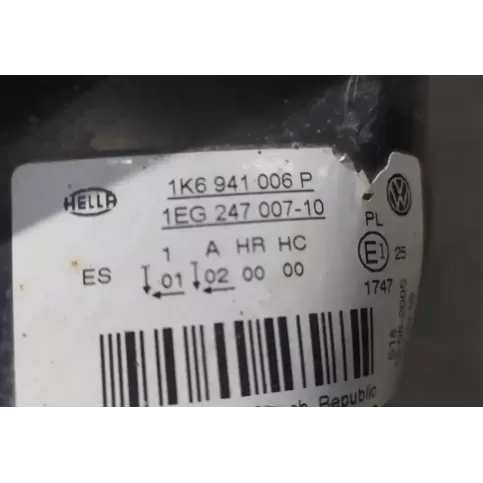 HELLA
1K6 941 006 P
1EG 247 007-10
PL
1 A HR HC
E1 25
ES 01 02 00 00
1747
Republic